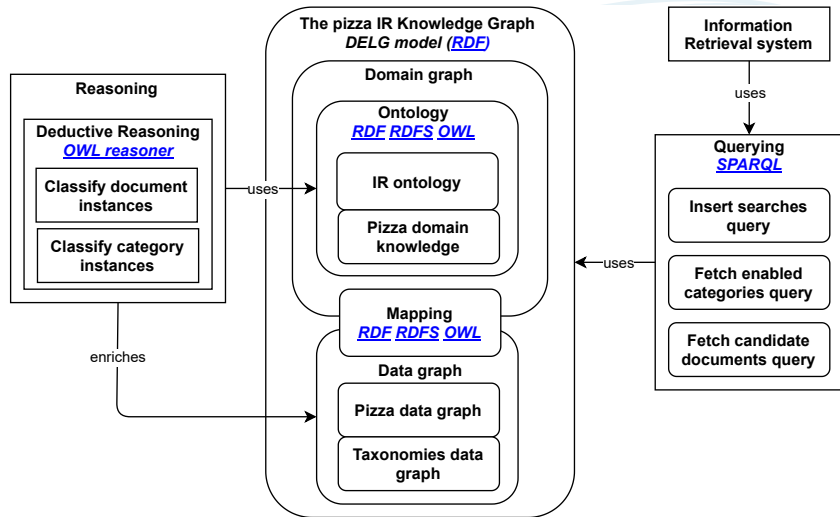 Reasoning
Deductive Reasoning
OWL reasoner
Classify document
instances
Classify category
instances
uses
enriches
The pizza IR Knowledge Graph
DELG model (RDF)
Domain graph
Ontology
RDF RDFS OWL
IR ontology
Pizza domain
knowledge
Mapping
RDF RDFS OWL
Data graph
Pizza data graph
Taxonomies data
graph
uses
Information
Retrieval system
uses
Querying
SPARQL
Insert searches
query
Fetch enabled
categories query
Fetch candidate
documents query